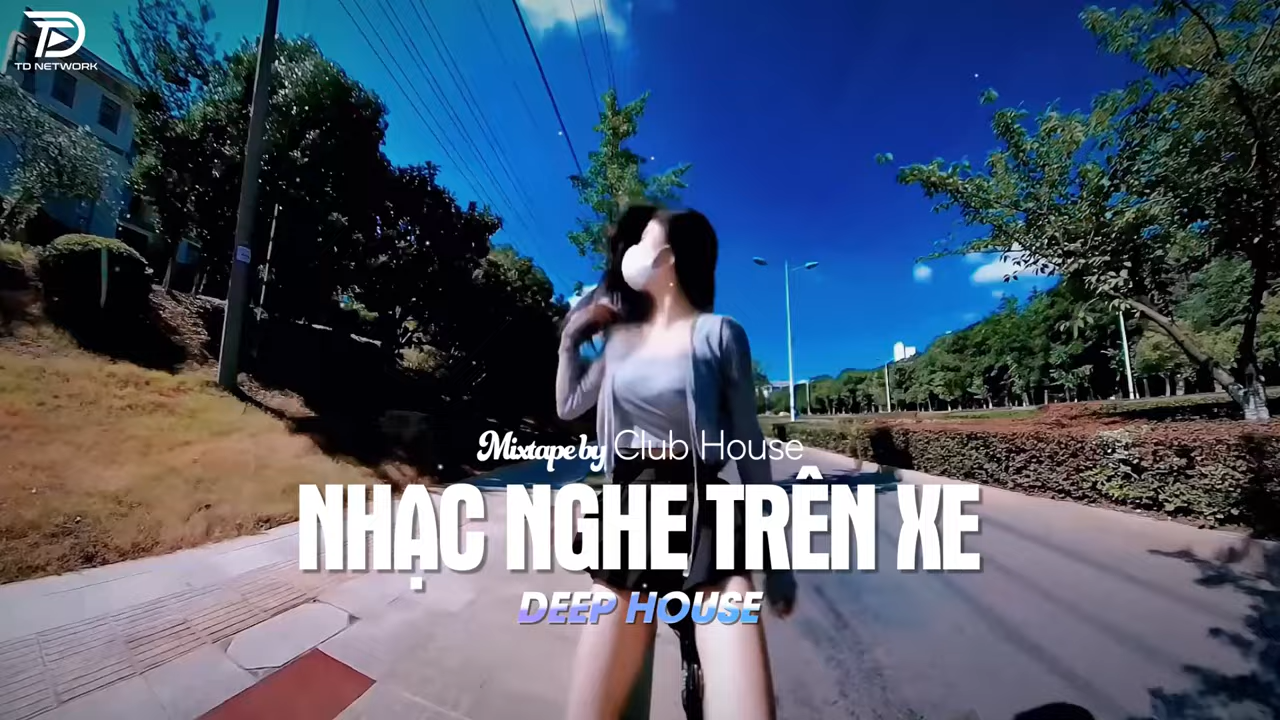 TD NETWORK
Mixtape by Club House
NHẠC NGHE TRÊN XE
DEEP HOUSE